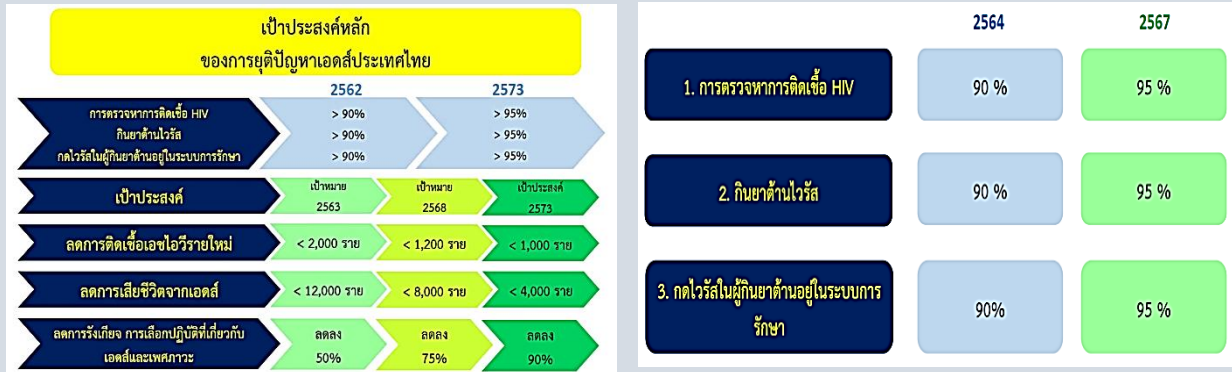 เป้าประสงค์หลัก
ของการยุติปัญหาเอดส์ประเทศไทย
2562 2573
การตรวจหาการติดเชื้อ HIV > 90% > 95%
กินยาต้านไวรัส > 90% > 95%
กดไวรัสในผู้กินยาต้านอยู่ในระบบการรักษา > 90% > 95%
เป้าประสงค์ เป้าหมาย เป้าหมาย เป้าประสงค์
2563 2568 2573
ลดการติดเชื้อเอชไอวีรายใหม่ < 2,000 ราย < 1,200 ราย < 1,000 ราย
ลดการเสียชีวิตจากเอดส์ < 12,000 ราย < 8,000 ราย < 4,000 ราย
ลดการรังเกียจ การเลือกปฏิบัติที่เกี่ยวกับ ลดลง ลดลง ลดลง
เอดส์และเพศภาวะ 50% 75% 90%
2564 2567
1. การตรวจหาการติดเชื้อ HIV 90 % 95 %
2. กินยาต้านไวรัส 90 % 95 %
3. กดไวรัสในผู้กินยาต้านอยู่ในระบบการ
รักษา 90% 95 %